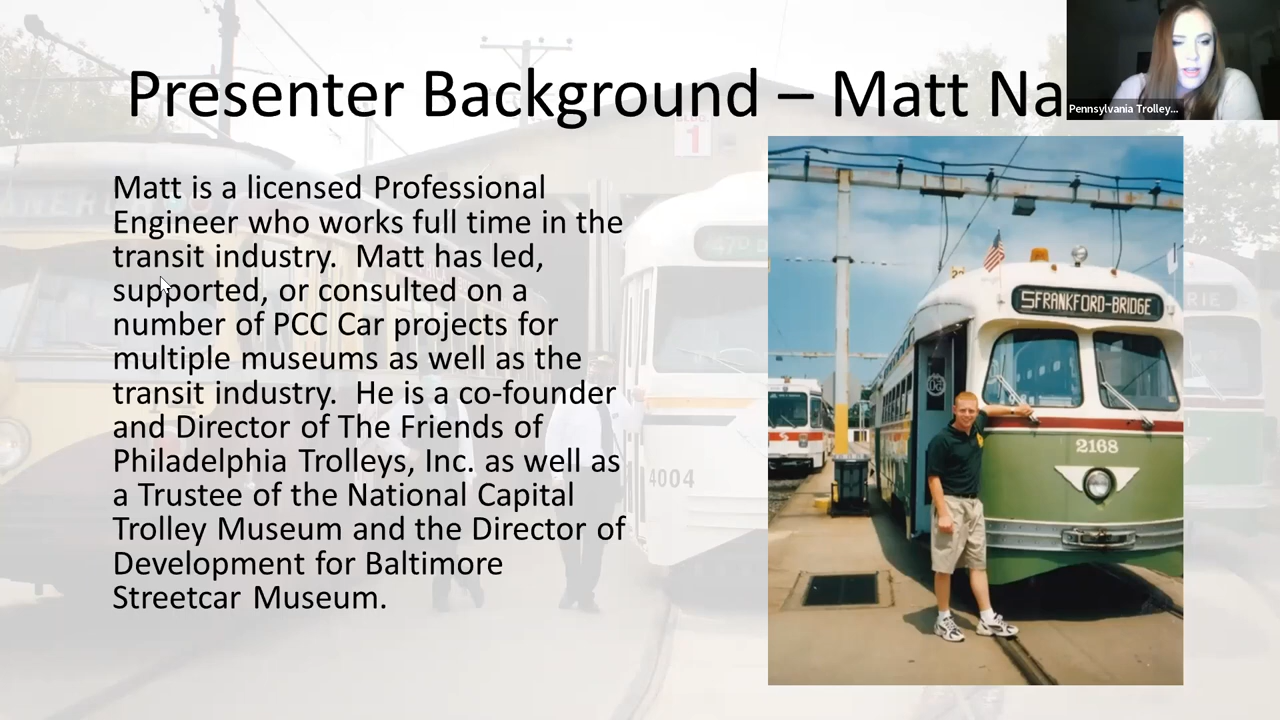 Presenter Background – Matt Na
Pennsylvania Trolley...
Matt is a licensed Professional
Engineer who works full time in the
transit industry.  Matt has led,
supported, or consulted on a
number of PCC Car projects for
multiple museums as well as the
transit industry.  He is a co-founder
and Director of The Friends of
Philadelphia Trolleys, Inc. as well as
a Trustee of the National Capital
Trolley Museum and the Director of
Development for Baltimore
Streetcar Museum.
5 FRANKFORD-BRIDGE
2168
1
4004